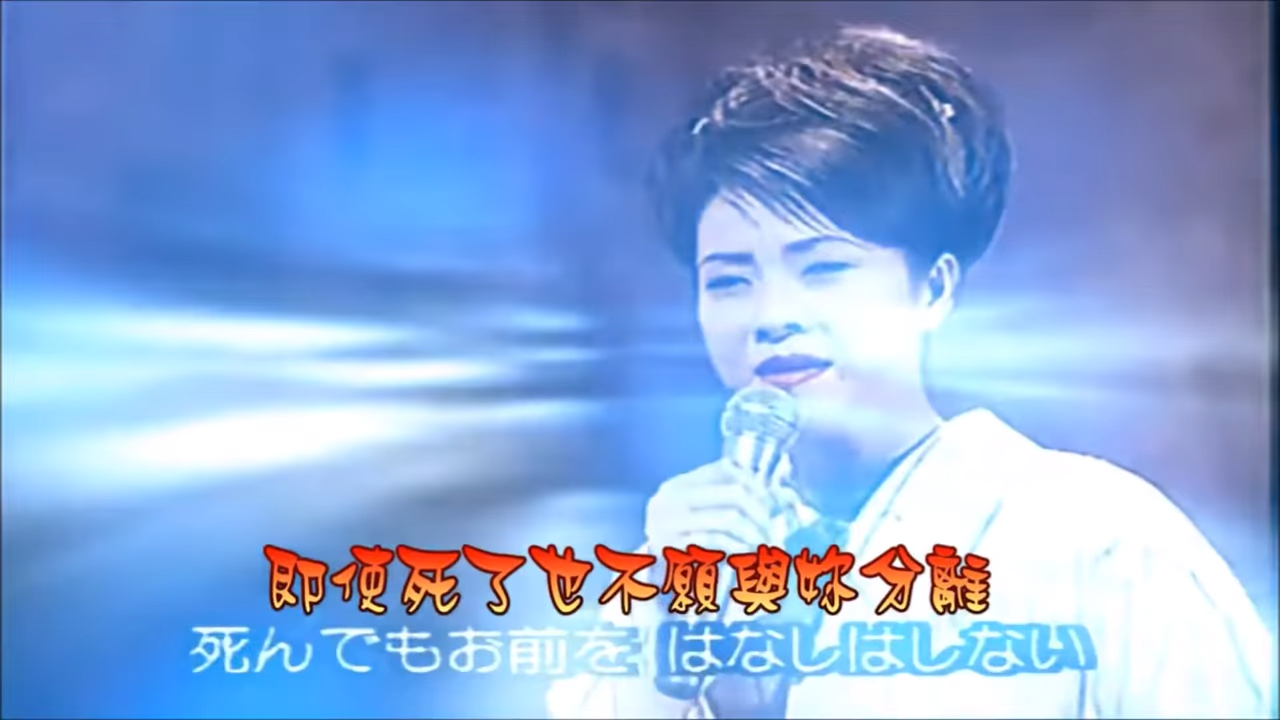 即使死了也不願與妳分離
死んでもお前を はなしはしない